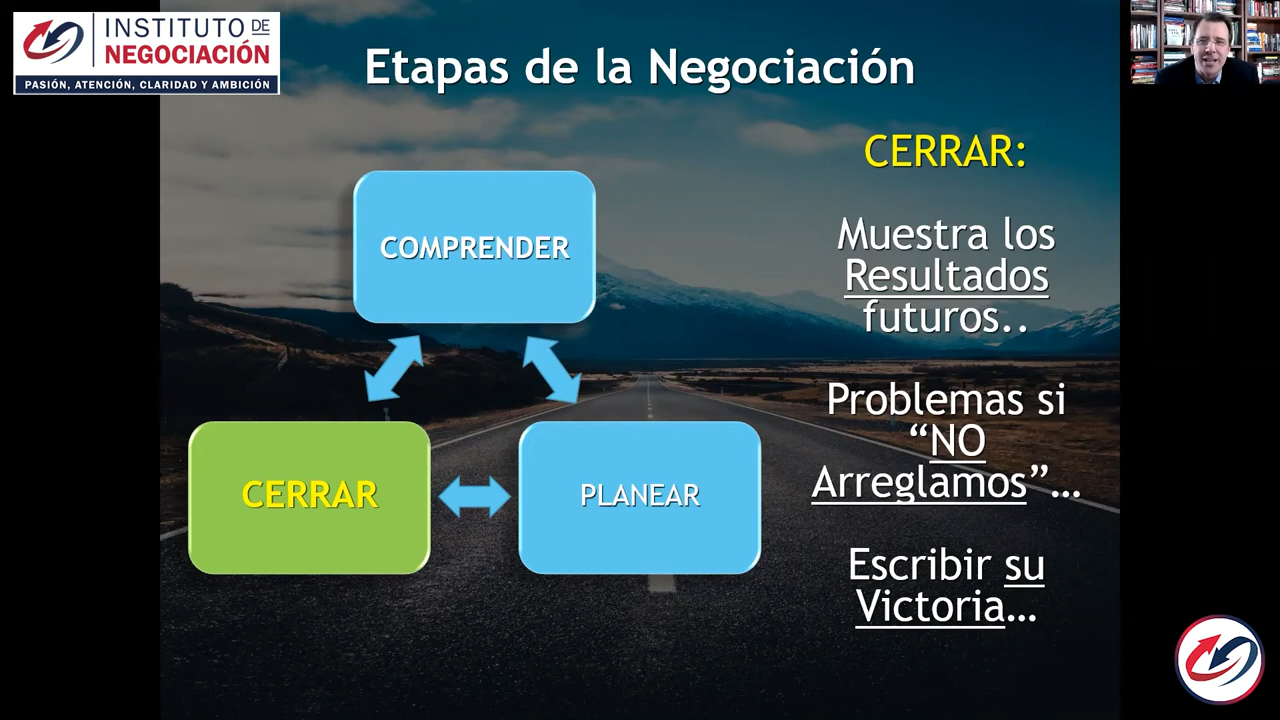 INSTITUTO DE
NEGOCIACIÓN
PASIÓN, ATENCIÓN, CLARIDAD Y AMBICIÓN
Etapas de la Negociación
COMPRENDER
CERRAR
PLANEAR
CERRAR:
Muestra los
Resultados
futuros..
Problemas si
“NO
Arreglamos”...
Escribir su
Victoria...